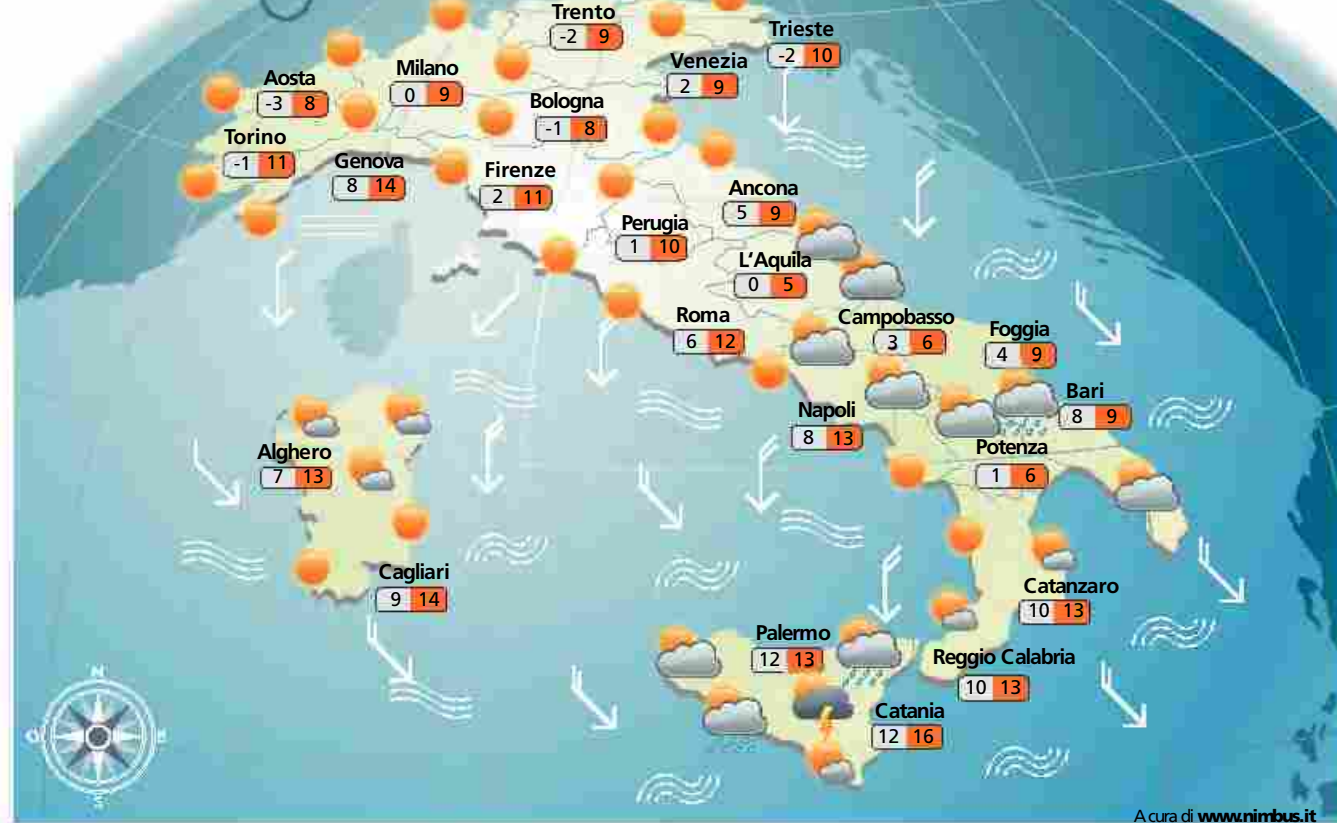 Trento
-2 9
Trieste
-2 10
Venezia
2 9
Milano
0 9
Aosta
-3 8
Bologna
-1 8
Torino
-1 11
Genova
8 14
Firenze
2 11
Ancona
5 9
Perugia
1 10
L'Aquila
0 5
Roma
6 12
Campobasso
3 6
Foggia
4 9
Bari
8 9
Napoli
8 13
Potenza
1 6
Alghero
7 13
Cagliari
9 14
Catanzaro
10 13
Palermo
12 13
Reggio Calabria
10 13
Catania
12 16
N
O
E
S
A cura di www.nimbus.it